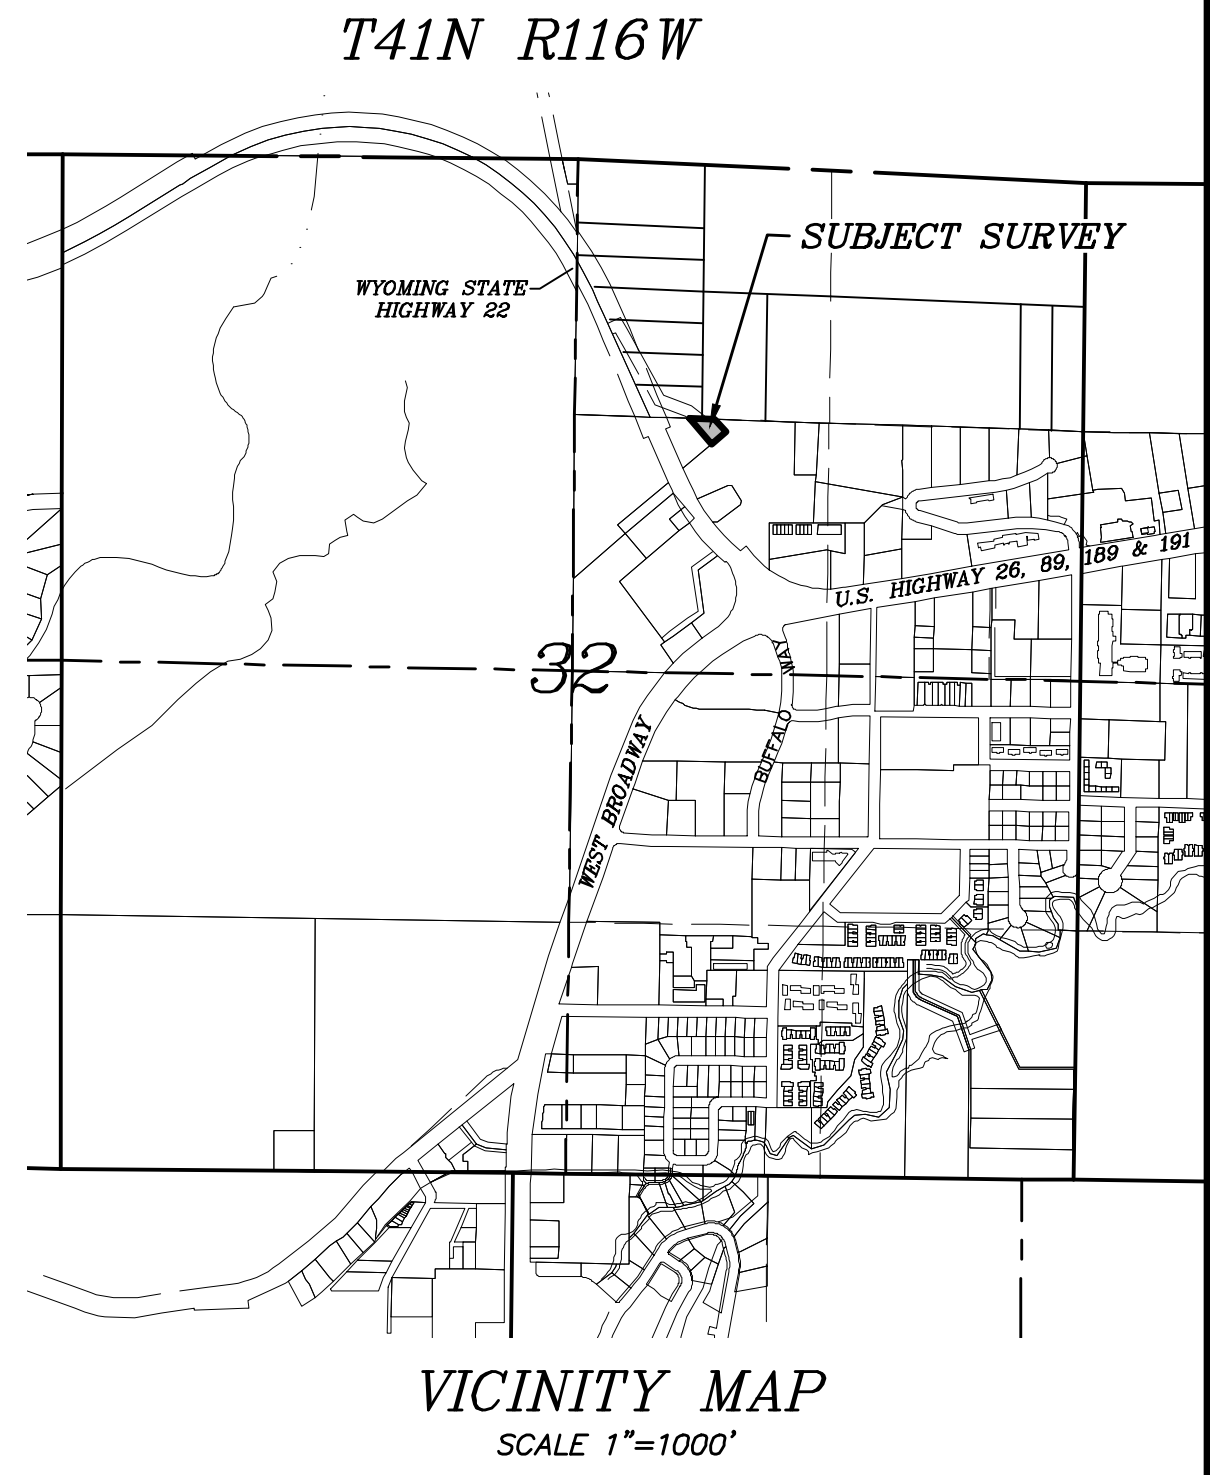 T41N R116W
SUBJECT SURVEY
WYOMING STATE
HIGHWAY 22
U.S. HIGHWAY 26, 89, 189 & 191
32
WAY
BUFFALO
WEST BROADWAY
VICINITY MAP
SCALE 1"=1000'